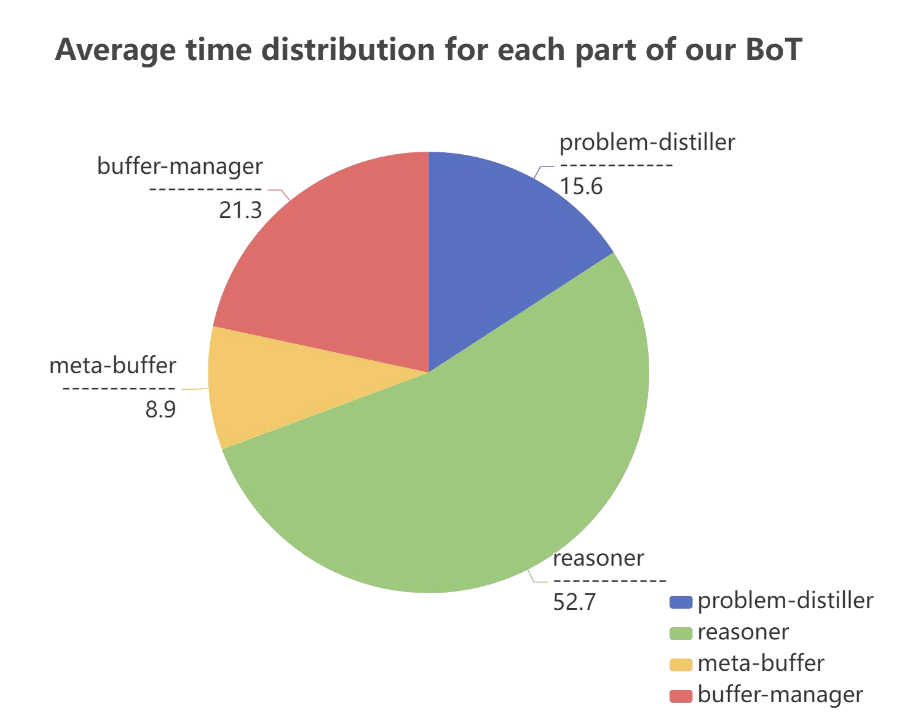 Average time distribution for each part of our BoT
problem-distiller
15.6
buffer-manager
21.3
meta-buffer
8.9
reasoner
52.7
problem-distiller
reasoner
meta-buffer
buffer-manager